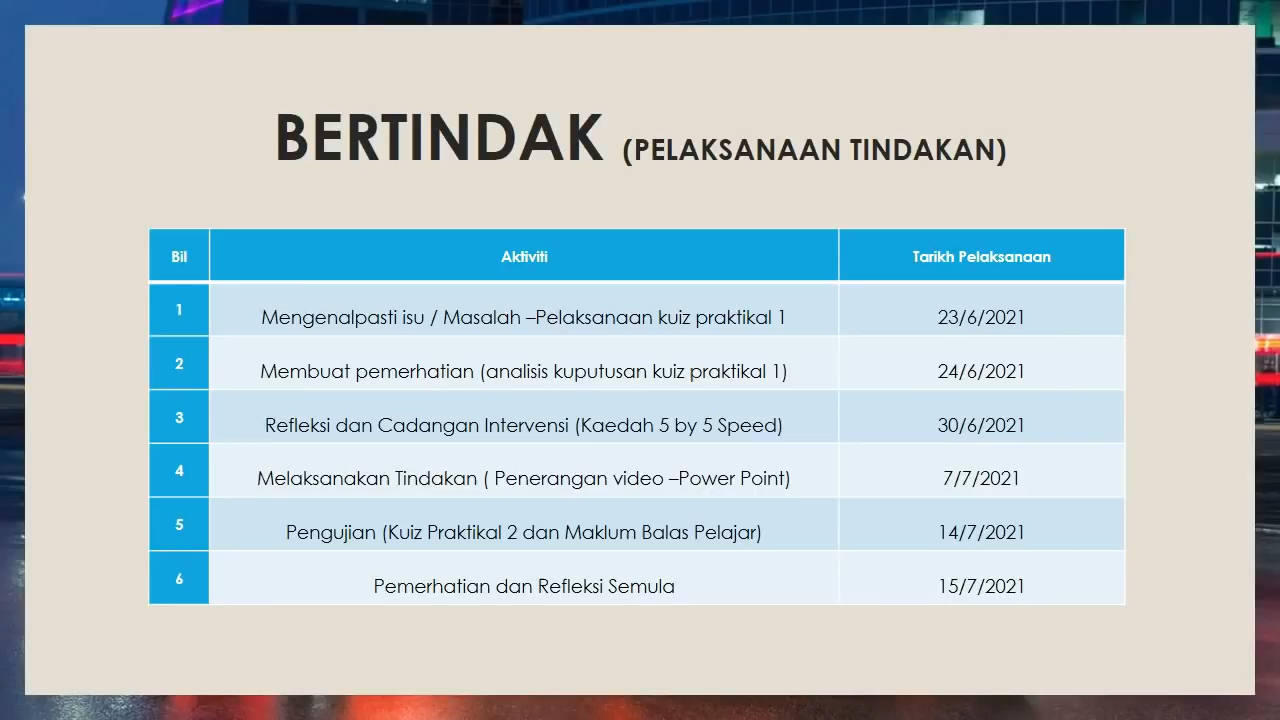 BERTINDAK (PELAKSANAAN TINDAKAN)
Bil Aktiviti Tarikh Pelaksanaan
1 Mengenalpasti isu / Masalah –Pelaksanaan kuiz praktikal 1 23/6/2021
2 Membuat pemerhatian (analisis kuputusan kuiz praktikal 1) 24/6/2021
3 Refleksi dan Cadangan Intervensi (Kaedah 5 by 5 Speed) 30/6/2021
4 Melaksanakan Tindakan ( Penerangan video –Power Point) 7/7/2021
5 Pengujian (Kuiz Praktikal 2 dan Maklum Balas Pelajar) 14/7/2021
6 Pemerhatian dan Refleksi Semula 15/7/2021